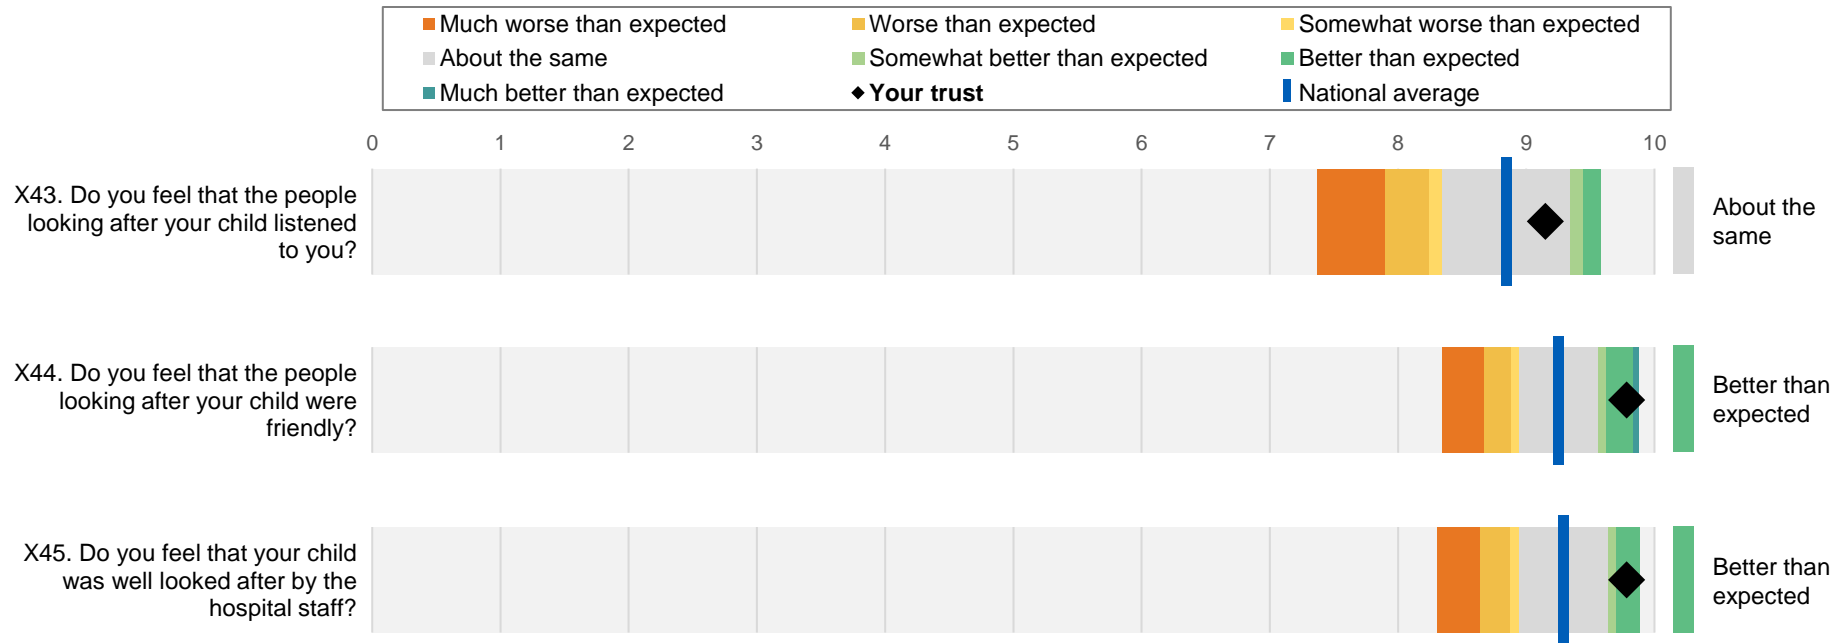 Much worse than expected
Worse than expected
Somewhat worse than expected
About the same
Somewhat better than expected
Better than expected
Much better than expected
Your trust
National average
0 1 2 3 4 5 6 7 8 9 10
X43. Do you feel that the people
looking after your child listened
to you?
About the
same
X44. Do you feel that the people
looking after your child were
friendly?
Better than
expected
X45. Do you feel that your child
was well looked after by the
hospital staff?
Better than
expected